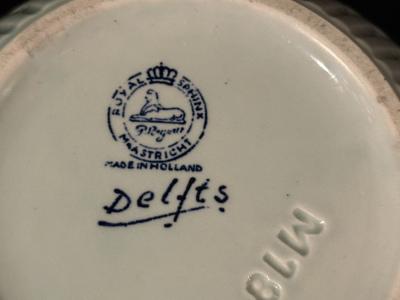 ROYAL SPHINX
P. Regout
MAASTRICHT
MADE IN HOLLAND
Delfts
M18